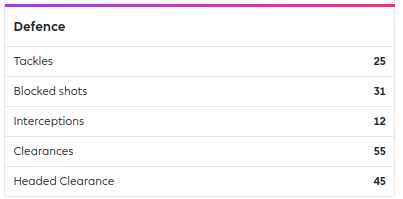 Defence
Tackles 25
Blocked shots 31
Interceptions 12
Clearances 55
Headed Clearance 45